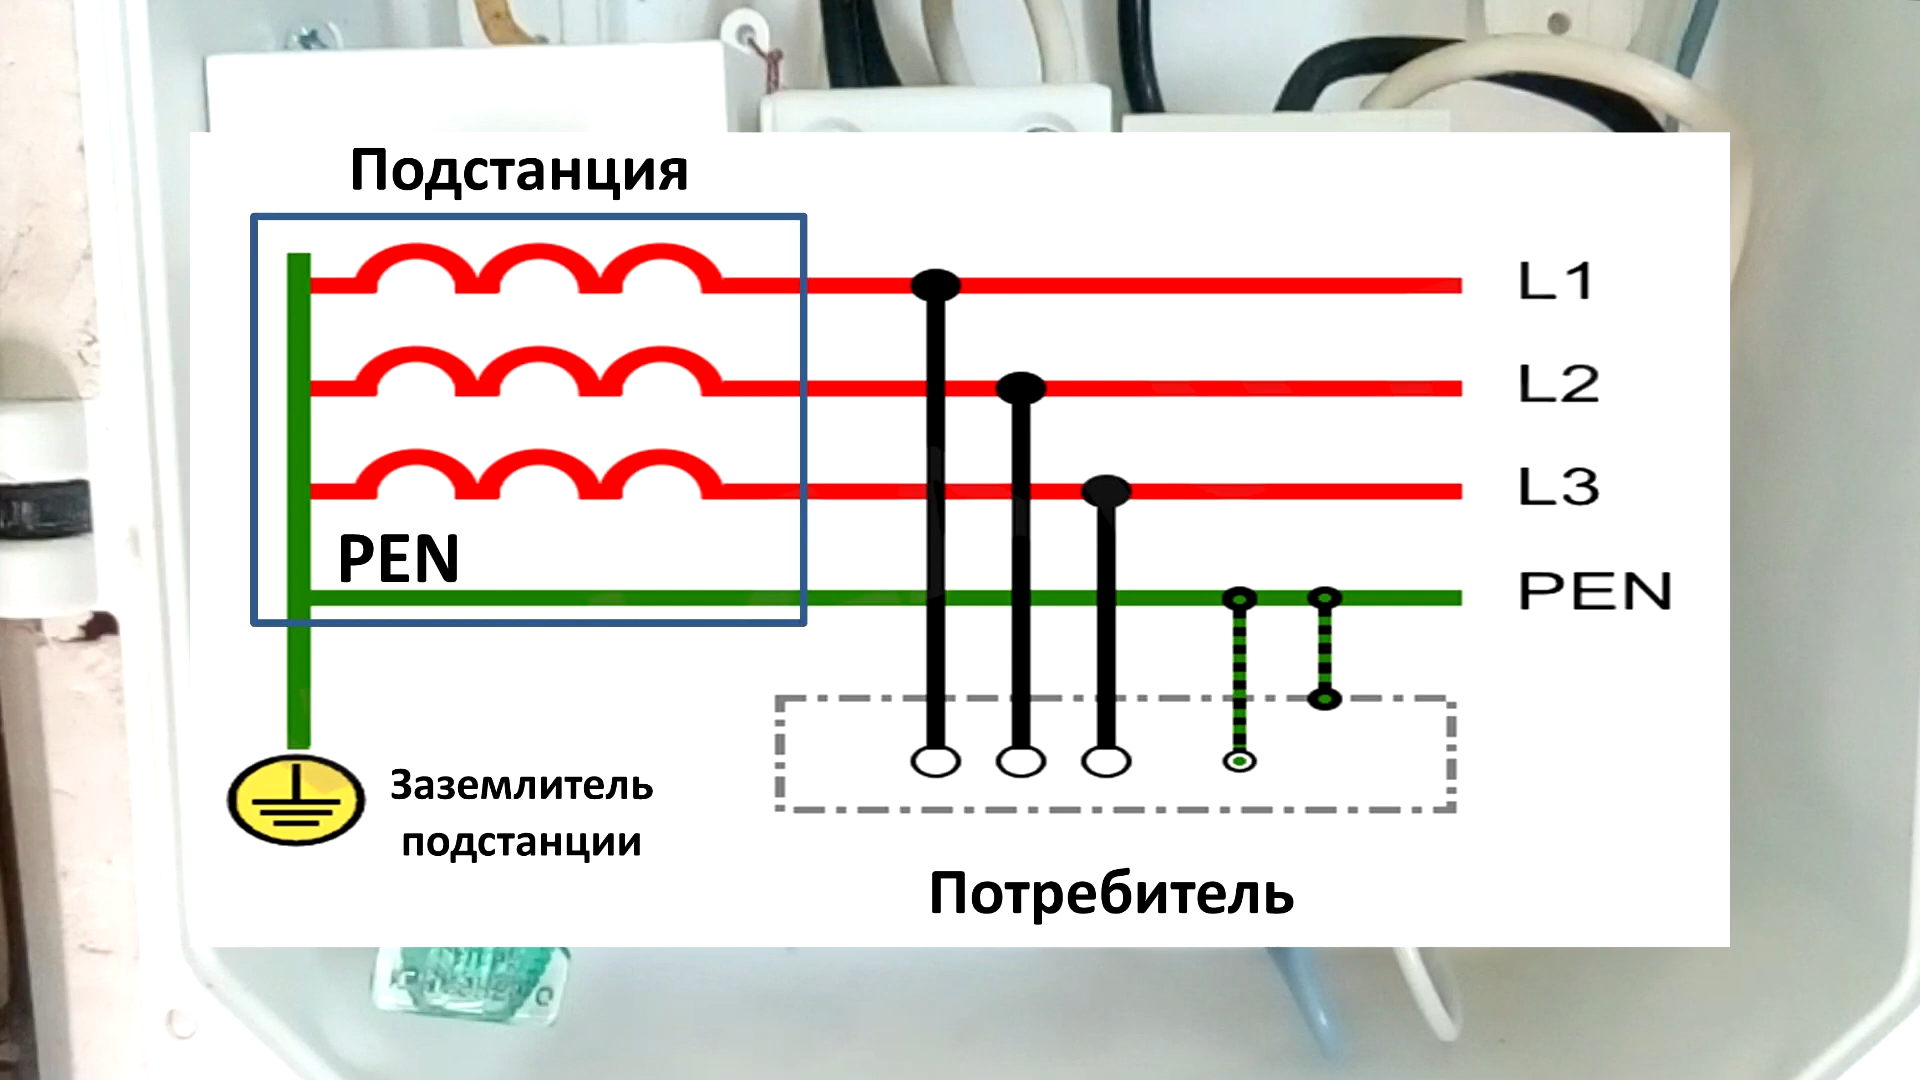 Подстанция
L1
L2
L3
PEN
PEN
Заземлитель
подстанции
Потребитель